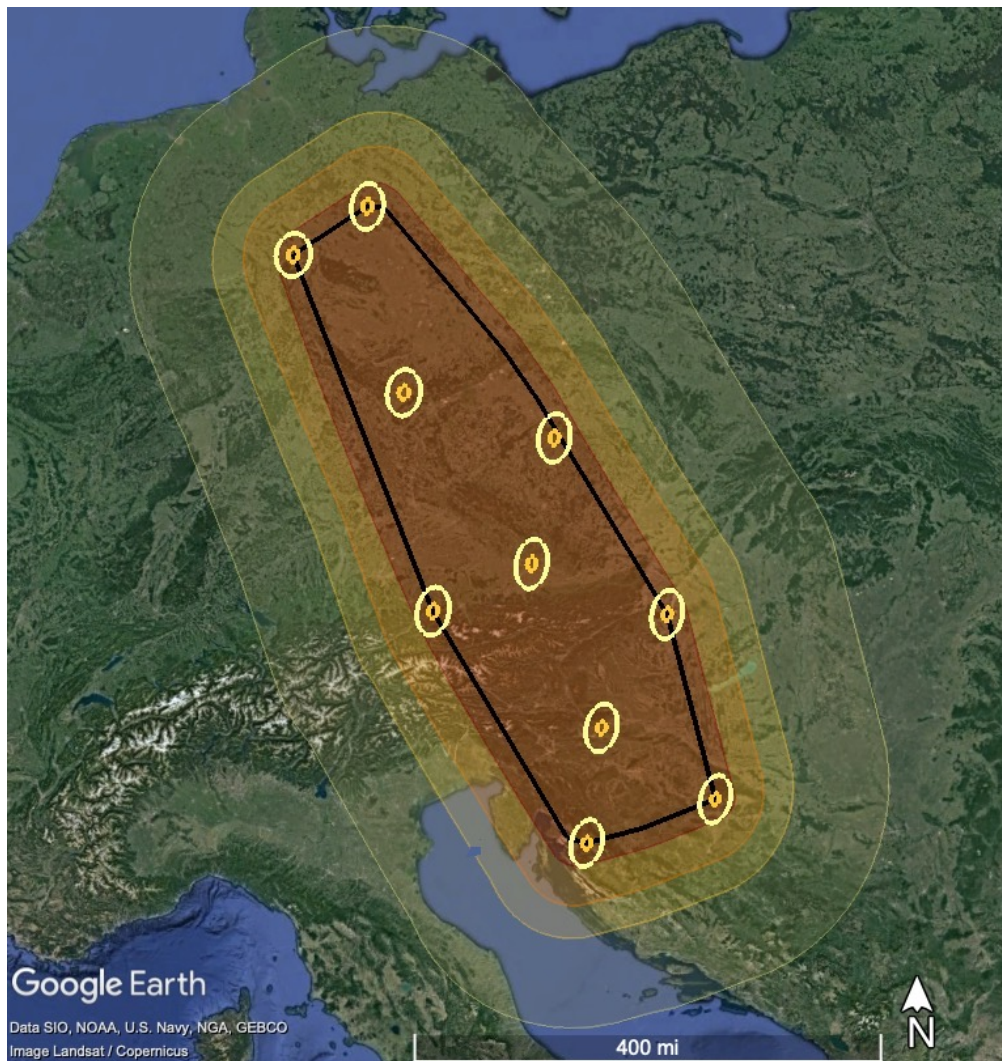 Google Earth
Data SIO, NOAA, U.S. Navy, NGA, GEBCO
Image Landsat / Copernicus
400 mi
N